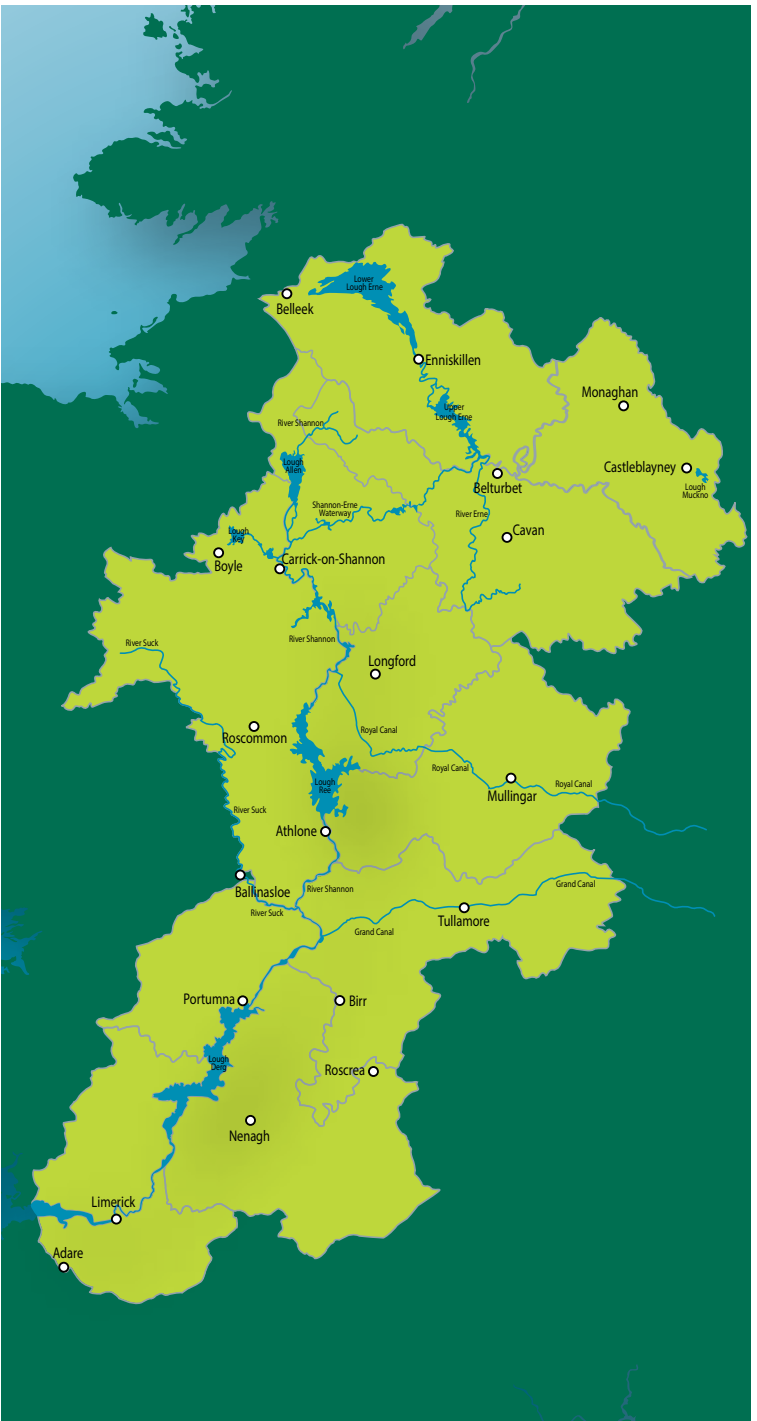 Lower
Lough Erne
Belleek
Enniskillen
Monaghan
Upper
Lough Erne
River Shannon
Lough
Allen
Castleblayney
Belturbet
Lough
Muckno
Shannon-Erne
Waterway
River Erne
Cavan
Lough
Key
Boyle
Carrick-on-Shannon
River Suck
River Shannon
Longford
Roscommon
Royal Canal
Royal Canal
Royal Canal
Lough
Ree
Mullingar
River Suck
Athlone
Ballinasloe
River Shannon
Grand Canal
River Suck
Tullamore
Grand Canal
Portumna
Birr
Lough
Derg
Roscrea
Nenagh
Limerick
Adare